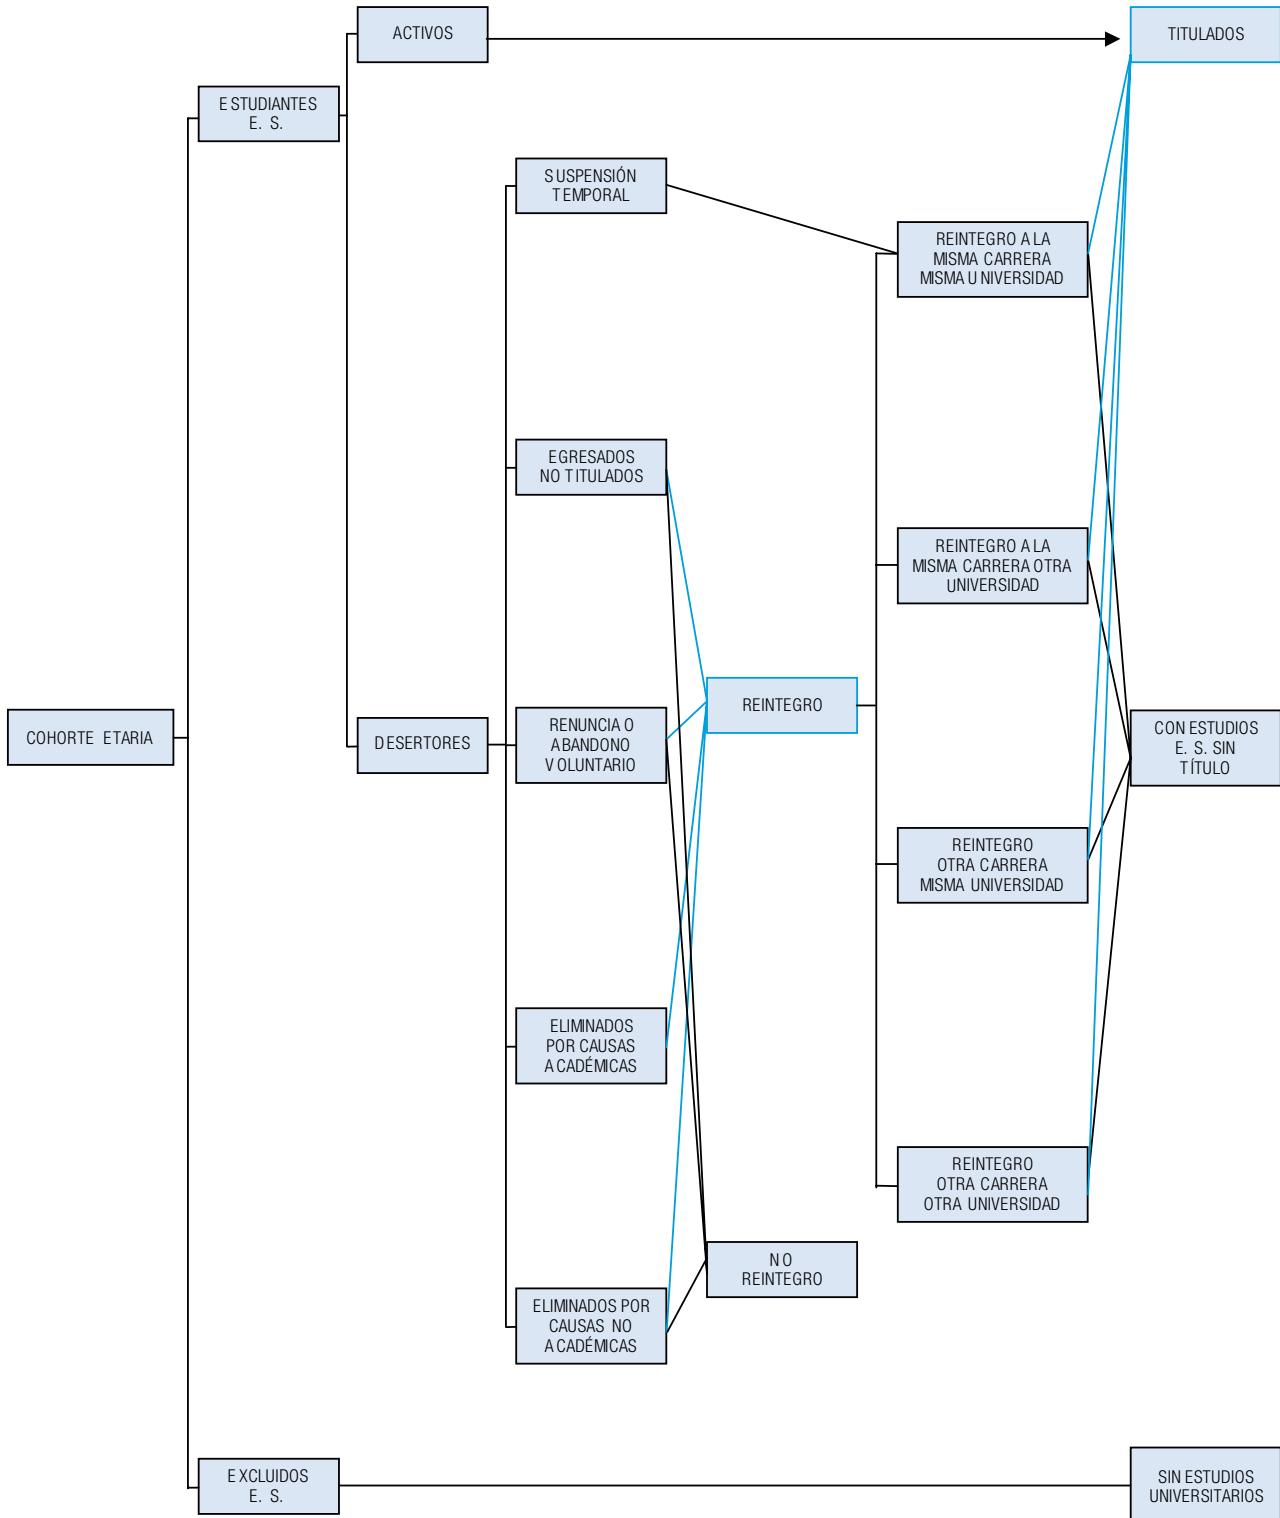 ACTIVOS
TITULADOS
ESTUDIANTES
E. S.
SUSPENSIÓN
TEMPORAL
REINTEGRO A LA
MISMA CARRERA
MISMA UNIVERSIDAD
EGRESADOS
NO TITULADOS
REINTEGRO A LA
MISMA CARRERA OTRA
UNIVERSIDAD
REINTEGRO
COHORTE ETARIA
DESERTORES
RENUNCIA O
ABANDONO
VOLUNTARIO
CON ESTUDIOS
E. S. SIN
TÍTULO
REINTEGRO
OTRA CARRERA
MISMA UNIVERSIDAD
ELIMINADOS
POR CAUSAS
ACADÉMICAS
REINTEGRO
OTRA CARRERA
OTRA UNIVERSIDAD
NO
REINTEGRO
ELIMINADOS POR
CAUSAS NO
ACADÉMICAS
EXCLUIDOS
E. S.
SIN ESTUDIOS
UNIVERSITARIOS